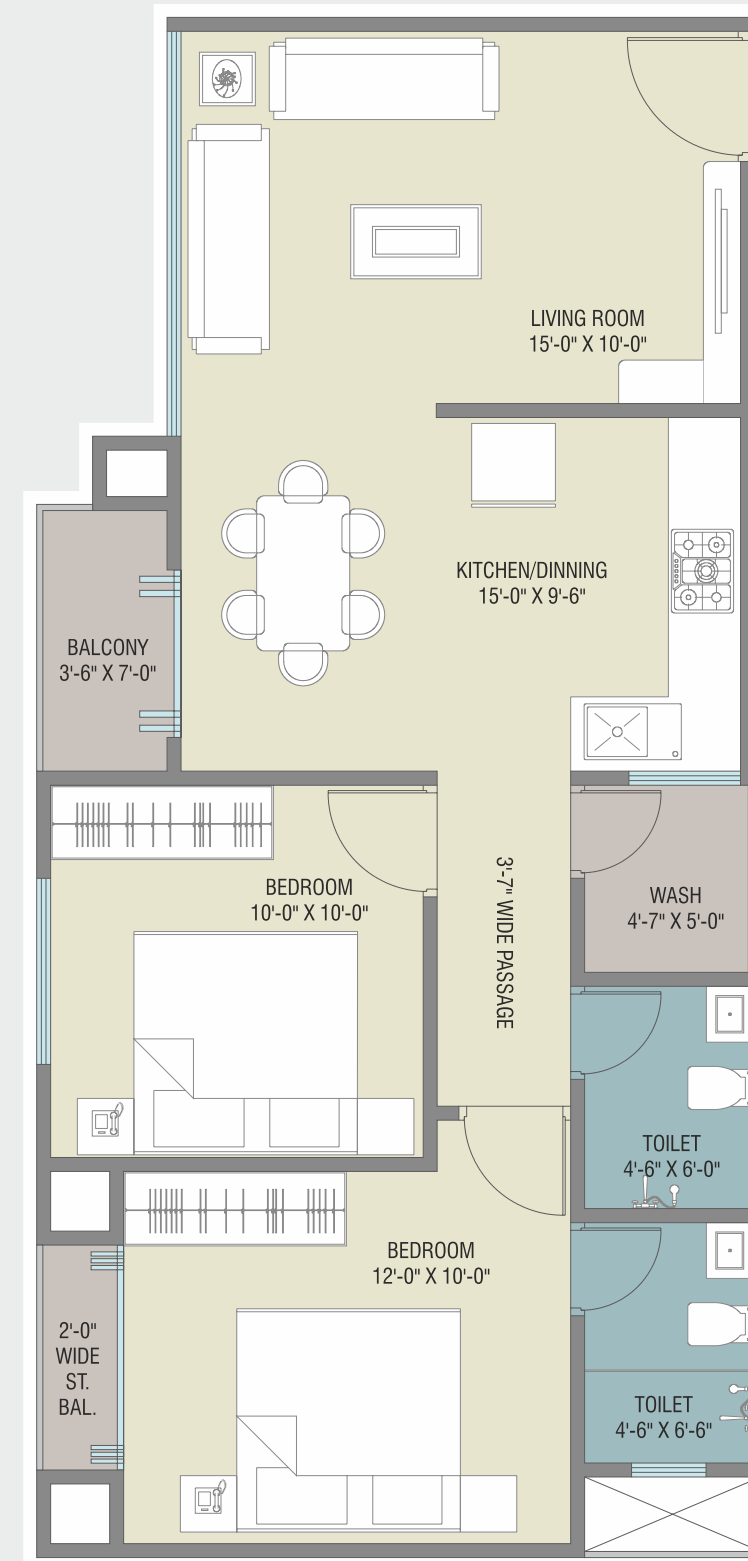 LIVING ROOM
15'-0" X 10'-0"
KITCHEN/DINNING
15'-0" X 9'-6"
BALCONY
3'-6" X 7'-0"
BEDROOM
10'-0" X 10'-0"
3'-7" WIDE PASSAGE
WASH
4'-7" X 5'-0"
TOILET
4'-6" X 6'-0"
BEDROOM
12'-0" X 10'-0"
2'-0"
WIDE
ST.
BAL.
TOILET
4'-6" X 6'-6"